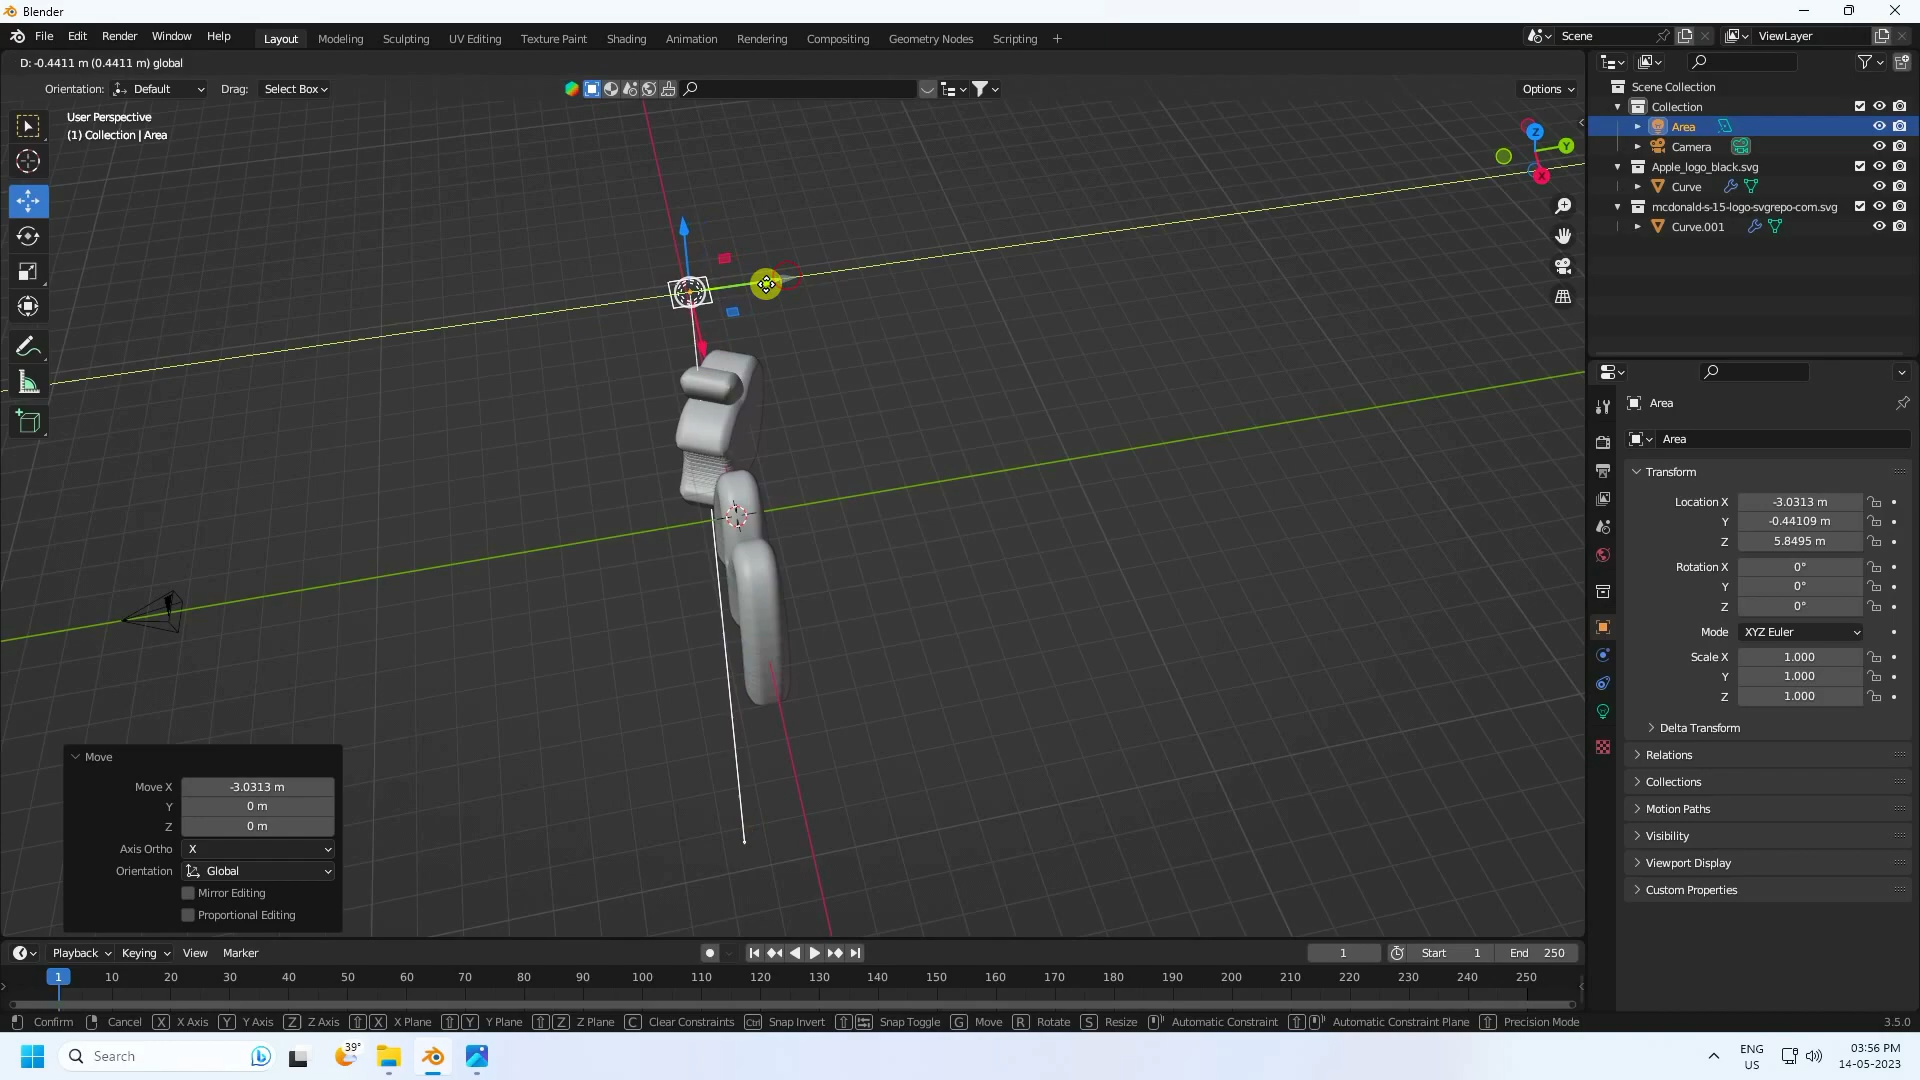 Blender
File Edit Render Window Help Layout Modeling Sculpting UV Editing Texture Paint Shading Animation Rendering Compositing Geometry Nodes Scripting + Scene ViewLayer
D: -0.4411 m (0.4411 m) global
Orientation: Default Drag: Select Box Options
User Perspective
(1) Collection | Area
Z
Y
X
Scene Collection
Collection
Area
Camera
Apple_logo_black.svg
Curve
mcdonald-s-15-logo-svgrepo-com.svg
Curve.001
Area
Area
Transform
Location X -3.0313 m
Y -0.44109 m
Z 5.8495 m
Rotation X 0°
Y 0°
Z 0°
Mode XYZ Euler
Scale X 1.000
Y 1.000
Z 1.000
Delta Transform
Relations
Collections
Motion Paths
Visibility
Viewport Display
Custom Properties
Move
Move X -3.0313 m
Y 0 m
Z 0 m
Axis Ortho X
Orientation Global
Mirror Editing
Proportional Editing
Playback Keying View Marker 1 Start 1 End 250
1 10 20 30 40 50 60 70 80 90 100 110 120 130 140 150 160 170 180 190 200 210 220 230 240 250
Confirm Cancel X X Axis Y Y Axis Z Z Axis X X Plane Y Y Plane Z Z Plane C Clear Constraints Ctrl Snap Invert Snap Toggle G Move R Rotate S Resize Automatic Constraint Automatic Constraint Plane Precision Mode 3.5.0
Search 39° ENG US 03:56 PM
14-05-2023